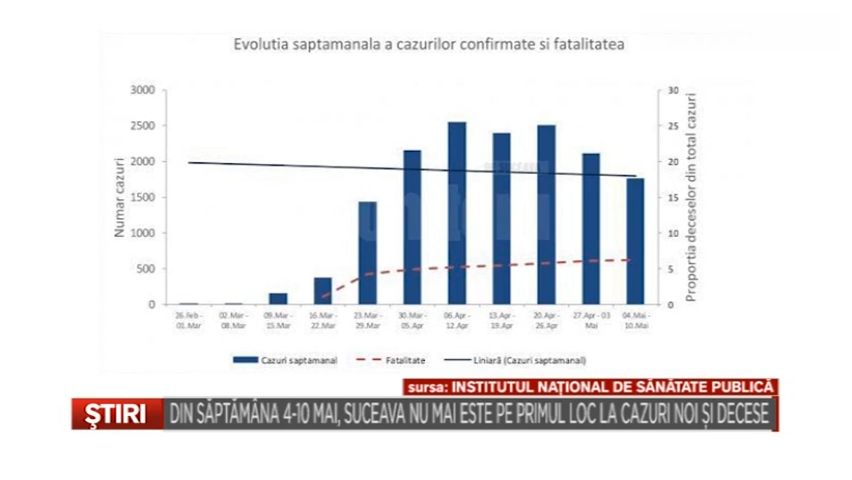 Evolutia saptamanala a cazurilor confirmate si fatalitatea
3000
2500
2000
1500
1000
500
0
Numar cazuri
30
25
20
15
10
5
0
Proportia deceselor din total cazuri
26.Feb - 01.Mar
02.Mar - 08.Mar
09.Mar - 15.Mar
16.Mar - 22.Mar
23.Mar - 29.Mar
30.Mar - 05.Apr
06.Apr - 12.Apr
13.Apr - 19.Apr
20.Apr - 26.Apr
27.Apr - 03 Mai
04.Mai - 10.Mai
Cazuri saptamanal Fatalitate Liniară (Cazuri saptamanal)
sursa: INSTITUTUL NAŢIONAL DE SĂNĂTATE PUBLICĂ
ŞTIRI DIN SĂPTĂMÂNA 4-10 MAI, SUCEAVA NU MAI ESTE PE PRIMUL LOC LA CAZURI NOI ȘI DECESE